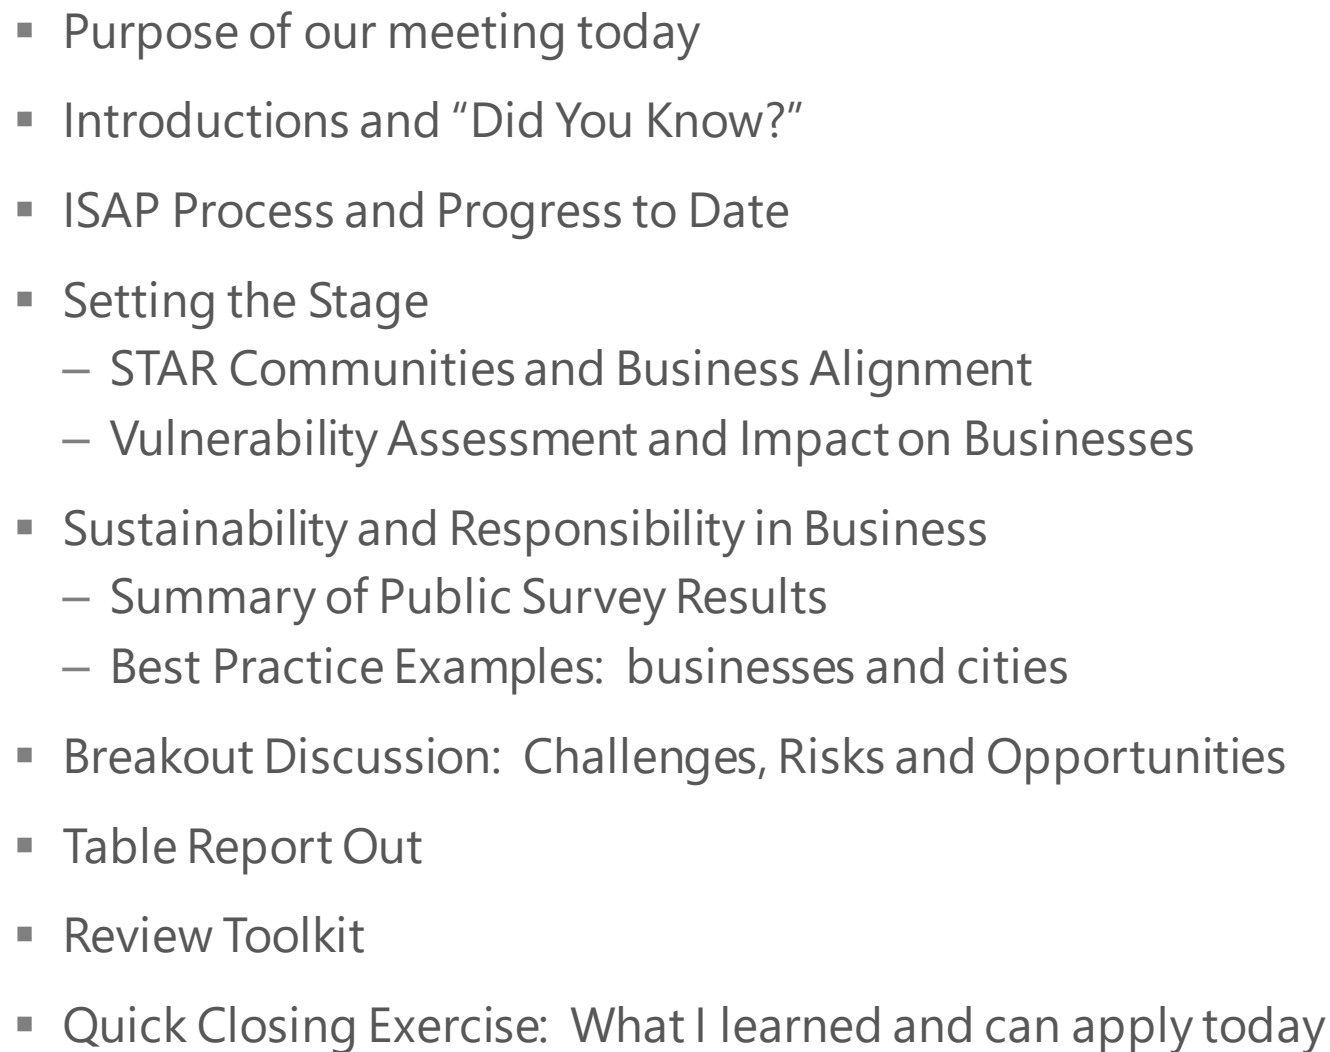 ▪ Purpose of our meeting today
▪ Introductions and “Did You Know?”
▪ ISAP Process and Progress to Date
▪ Setting the Stage
– STAR Communities and Business Alignment
– Vulnerability Assessment and Impact on Businesses
▪ Sustainability and Responsibility in Business
– Summary of Public Survey Results
– Best Practice Examples:  businesses and cities
▪ Breakout Discussion:  Challenges, Risks and Opportunities
▪ Table Report Out
▪ Review Toolkit
▪ Quick Closing Exercise:  What I learned and can apply today